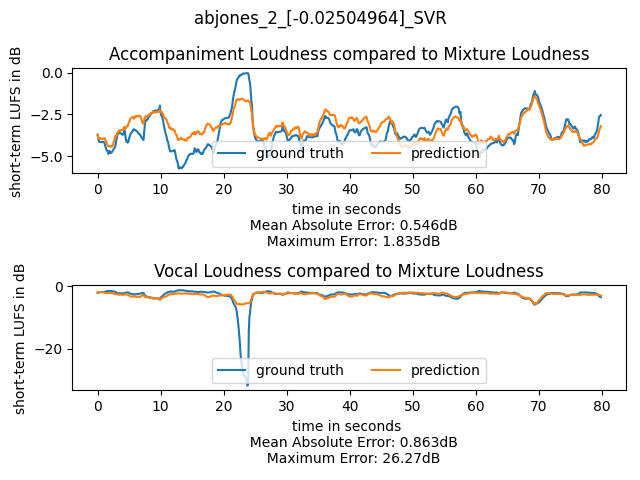 abjones_2_[-0.02504964]_SVR
Accompaniment Loudness compared to Mixture Loudness
short-term LUFS in dB
0.0
−2.5
−5.0
ground truth prediction
0 10 20 30 40 50 60 70 80
time in seconds
Mean Absolute Error: 0.546dB
Maximum Error: 1.835dB
Vocal Loudness compared to Mixture Loudness
short-term LUFS in dB
0
−20
ground truth prediction
0 10 20 30 40 50 60 70 80
time in seconds
Mean Absolute Error: 0.863dB
Maximum Error: 26.27dB